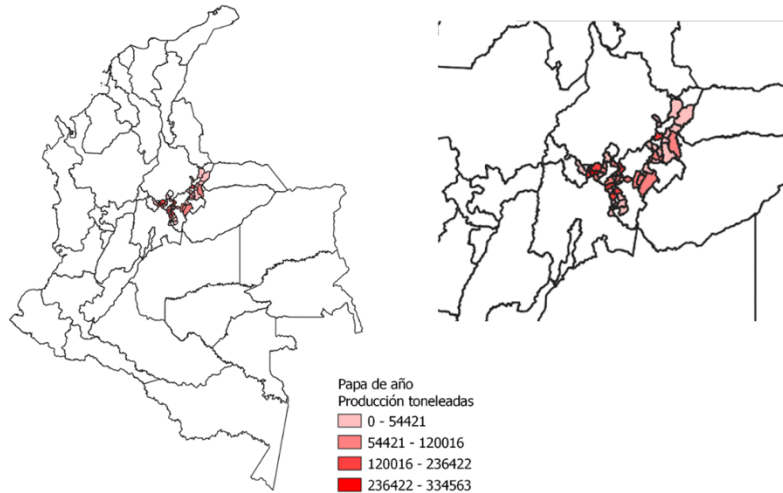 Papa de año
Producción toneleadas
0 - 54421
54421 - 120016
120016 - 236422
236422 - 334563